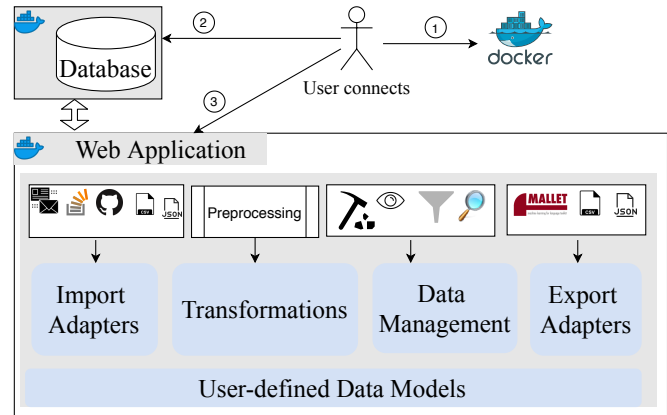 2
1
docker
Database
User connects
3
Web Application
CSV
JSON
Preprocessing
MALLET
CSV
JSON
Import
Adapters
Transformations
Data
Management
Export
Adapters
User-defined Data Models